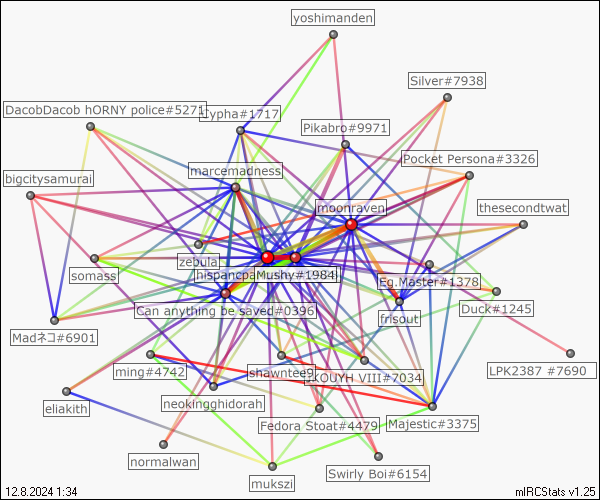 yoshimanden
Silver#7938
DacobDacob hORNY police#5271
Cypha#1717
Pikabro#9971
Pocket Persona#3326
marcemadness
bigcitysamurai
moonraven
thesecondtwat
zebula
somass
hispancpa
Mushy#1984
Eg.Master#1378
Duck#1245
Can anything be saved#0396
frisout
Madネコ#6901
ming#4742
shawntee9
KOUYH VIII#7034
LPK2387 #7690
eliakith
neokingghidorah
Fedora Stoat#4479
Majestic#3375
normalwan
Swirly Boi#6154
mukszi
12.8.2024 1:34
mIRCStats v1.25